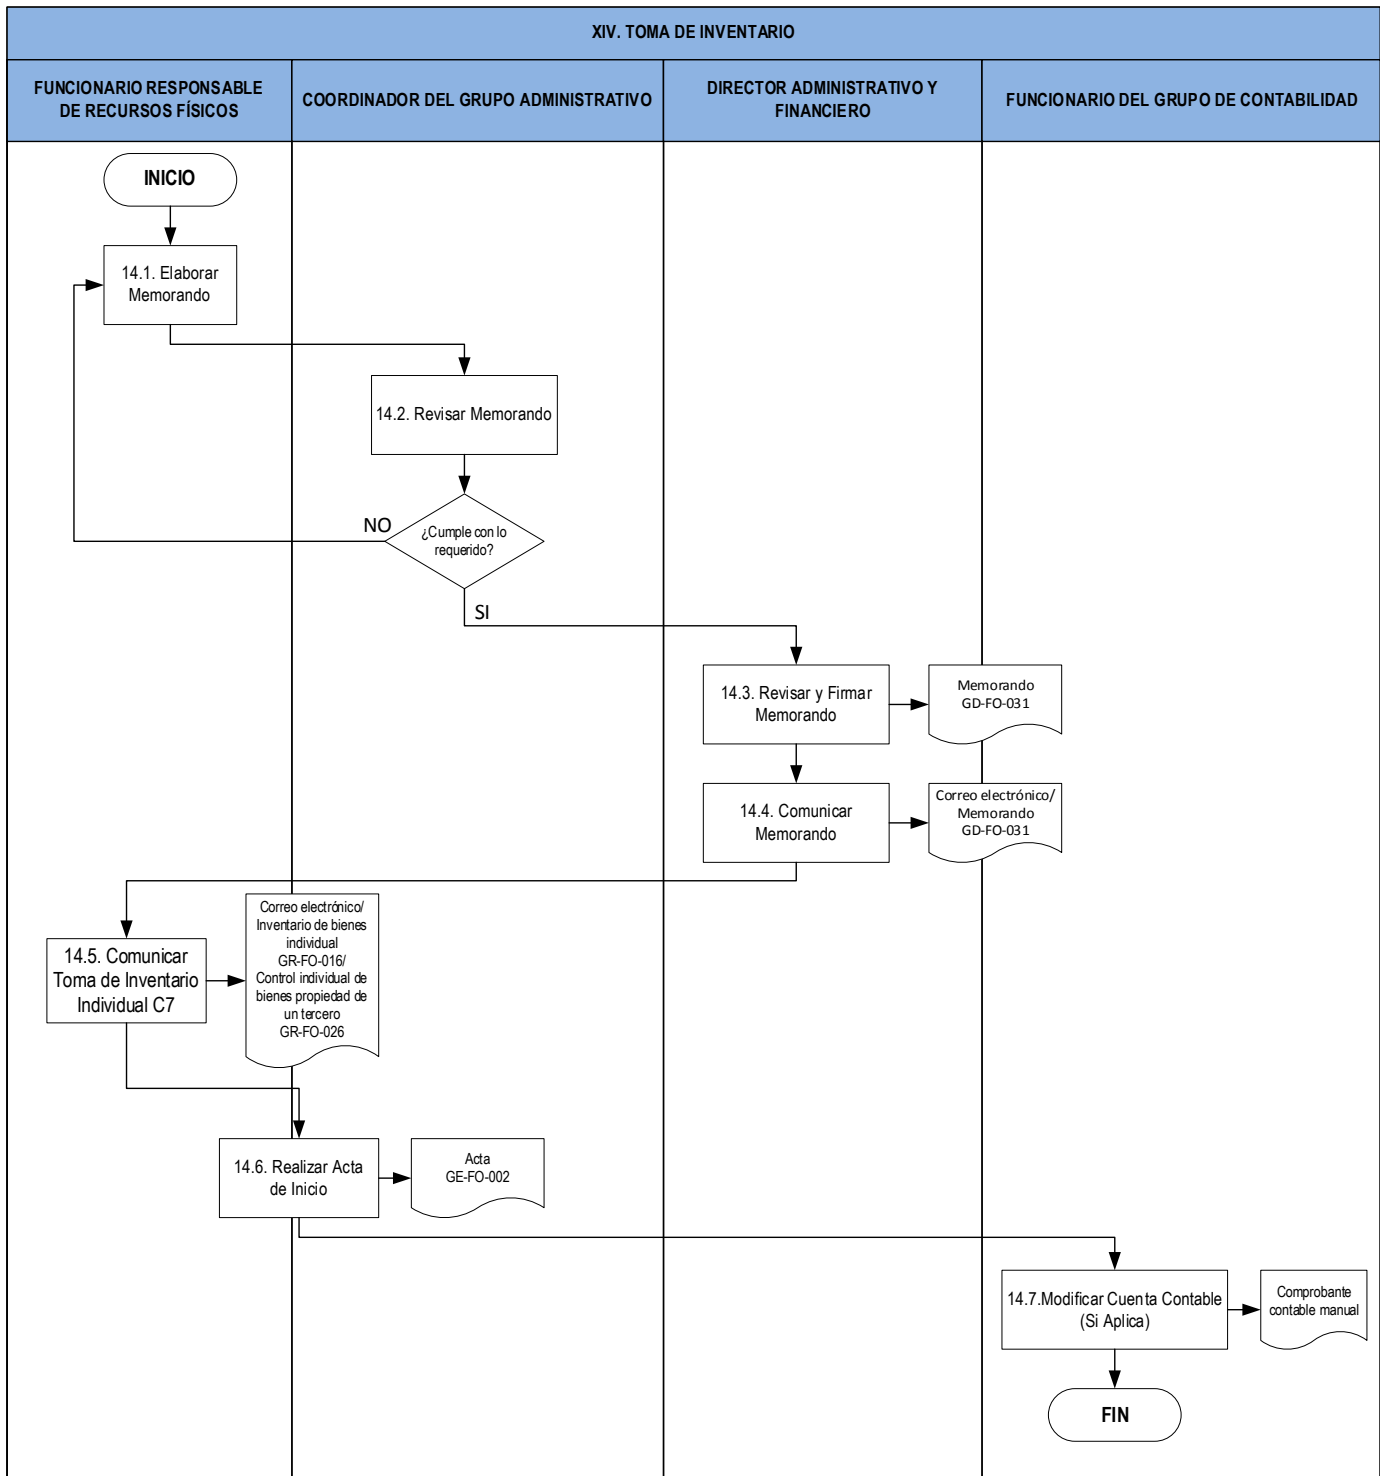 XIV. TOMA DE INVENTARIO
FUNCIONARIO RESPONSABLE
DE RECURSOS FÍSICOS
COORDINADOR DEL GRUPO ADMINISTRATIVO
DIRECTOR ADMINISTRATIVO Y
FINANCIERO
FUNCIONARIO DEL GRUPO DE CONTABILIDAD
INICIO
14.1. Elaborar
Memorando
14.2. Revisar Memorando
¿Cumple con lo
requerido?
NO
SI
14.3. Revisar y Firmar
Memorando
Memorando
GD-FO-031
14.4. Comunicar
Memorando
Correo electrónico/
Memorando
GD-FO-031
14.5. Comunicar
Toma de Inventario
Individual C7
Correo electrónico/
Inventario de bienes
individual
GR-FO-016/
Control individual de
bienes propiedad de
un tercero
GR-FO-026
14.6. Realizar Acta
de Inicio
Acta
GE-FO-002
14.7.Modificar Cuenta Contable
(Si Aplica)
Comprobante
contable manual
FIN